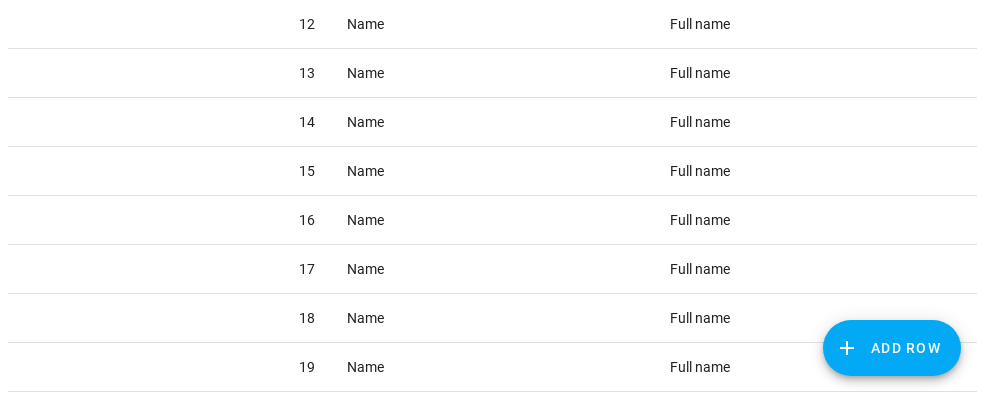 12 Name Full name
13 Name Full name
14 Name Full name
15 Name Full name
16 Name Full name
17 Name Full name
18 Name Full name
ADD ROW
19 Name Full name